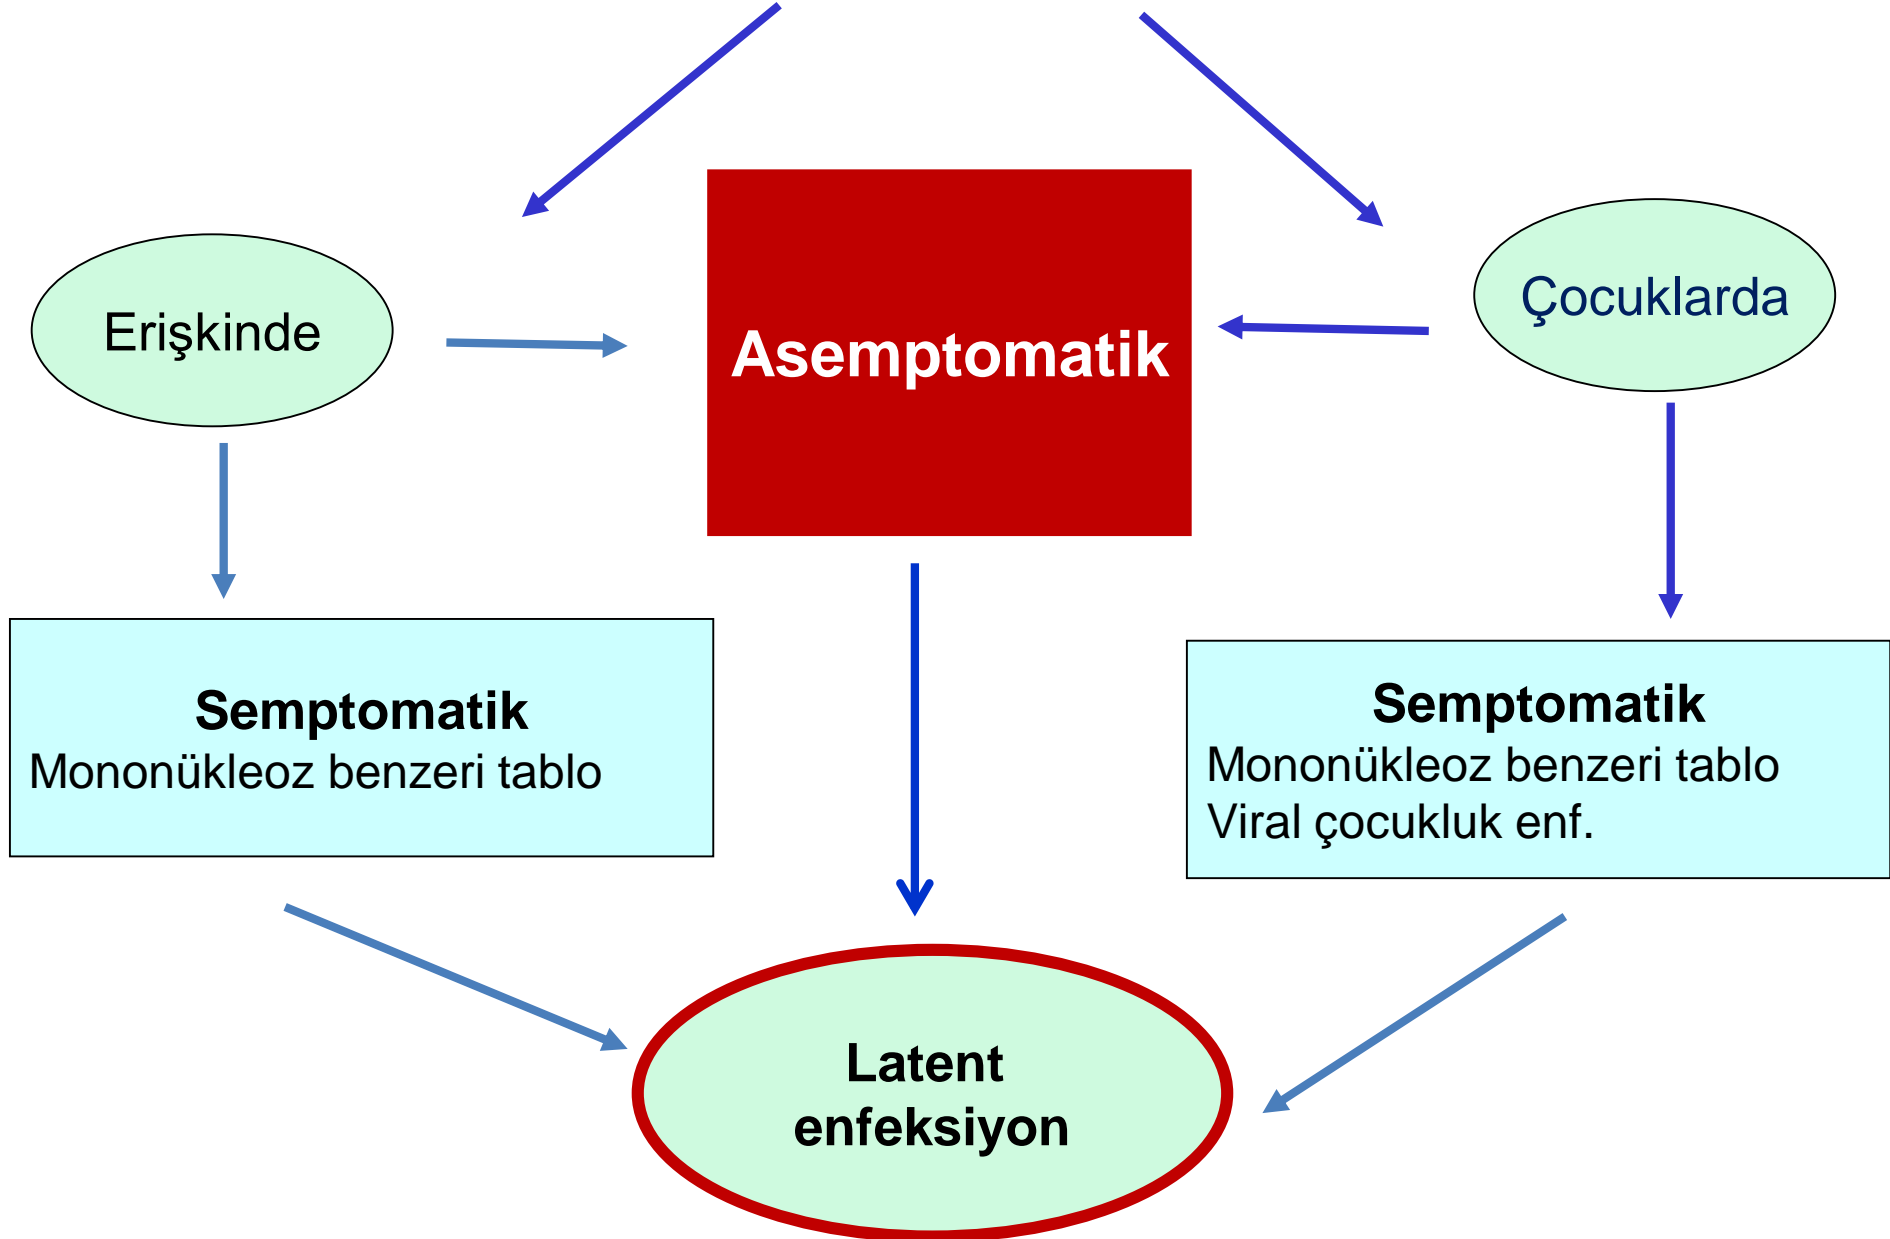 Erişkinde
Asemptomatik
Çocuklarda
Semptomatik
Mononükleoz benzeri tablo
Semptomatik
Mononükleoz benzeri tablo
Viral çocukluk enf.
Latent
enfeksiyon